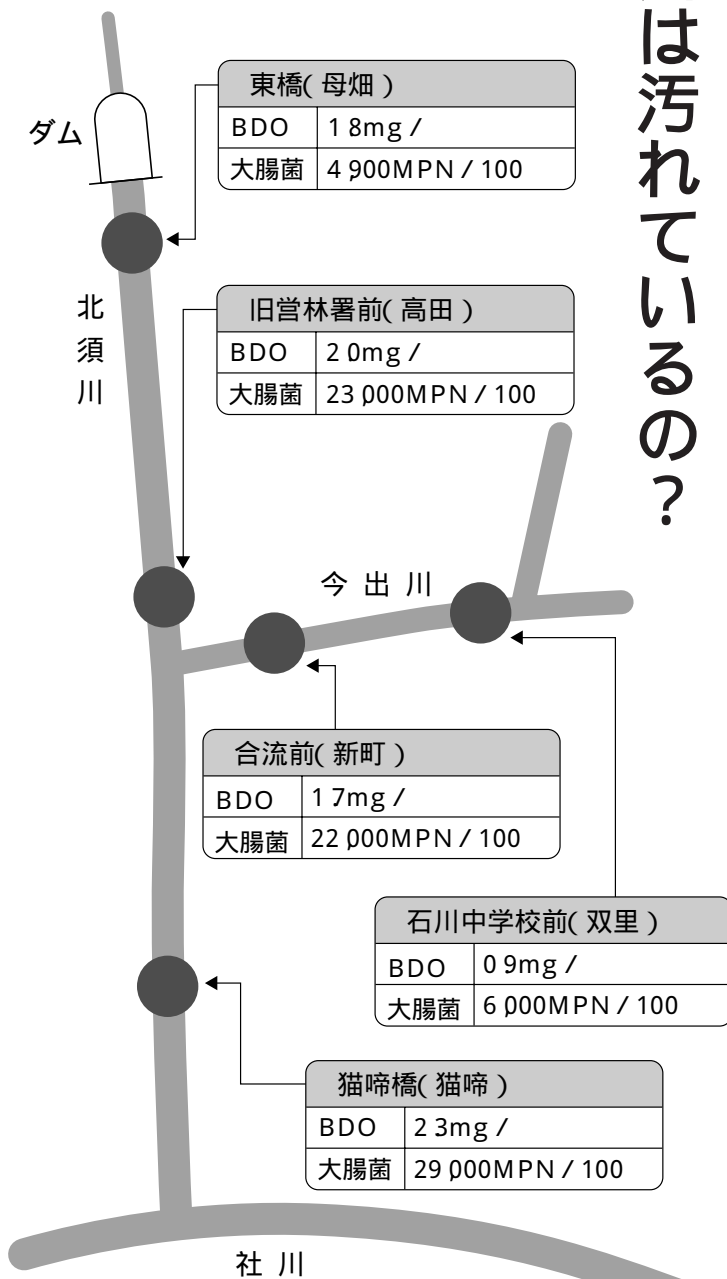 は汚れているの？
ダム
東橋(母畑)
BDO 1.8mg/
大腸菌 4,900MPN/100
北須川
旧営林署前(高田)
BDO 2.0mg/
大腸菌 23,000MPN/100
今出川
合流前(新町)
BDO 1.7mg/
大腸菌 22,000MPN/100
石川中学校前(双里)
BDO 0.9mg/
大腸菌 6,000MPN/100
猫啼橋(猫啼)
BDO 2.3mg/
大腸菌 29,000MPN/100
社川